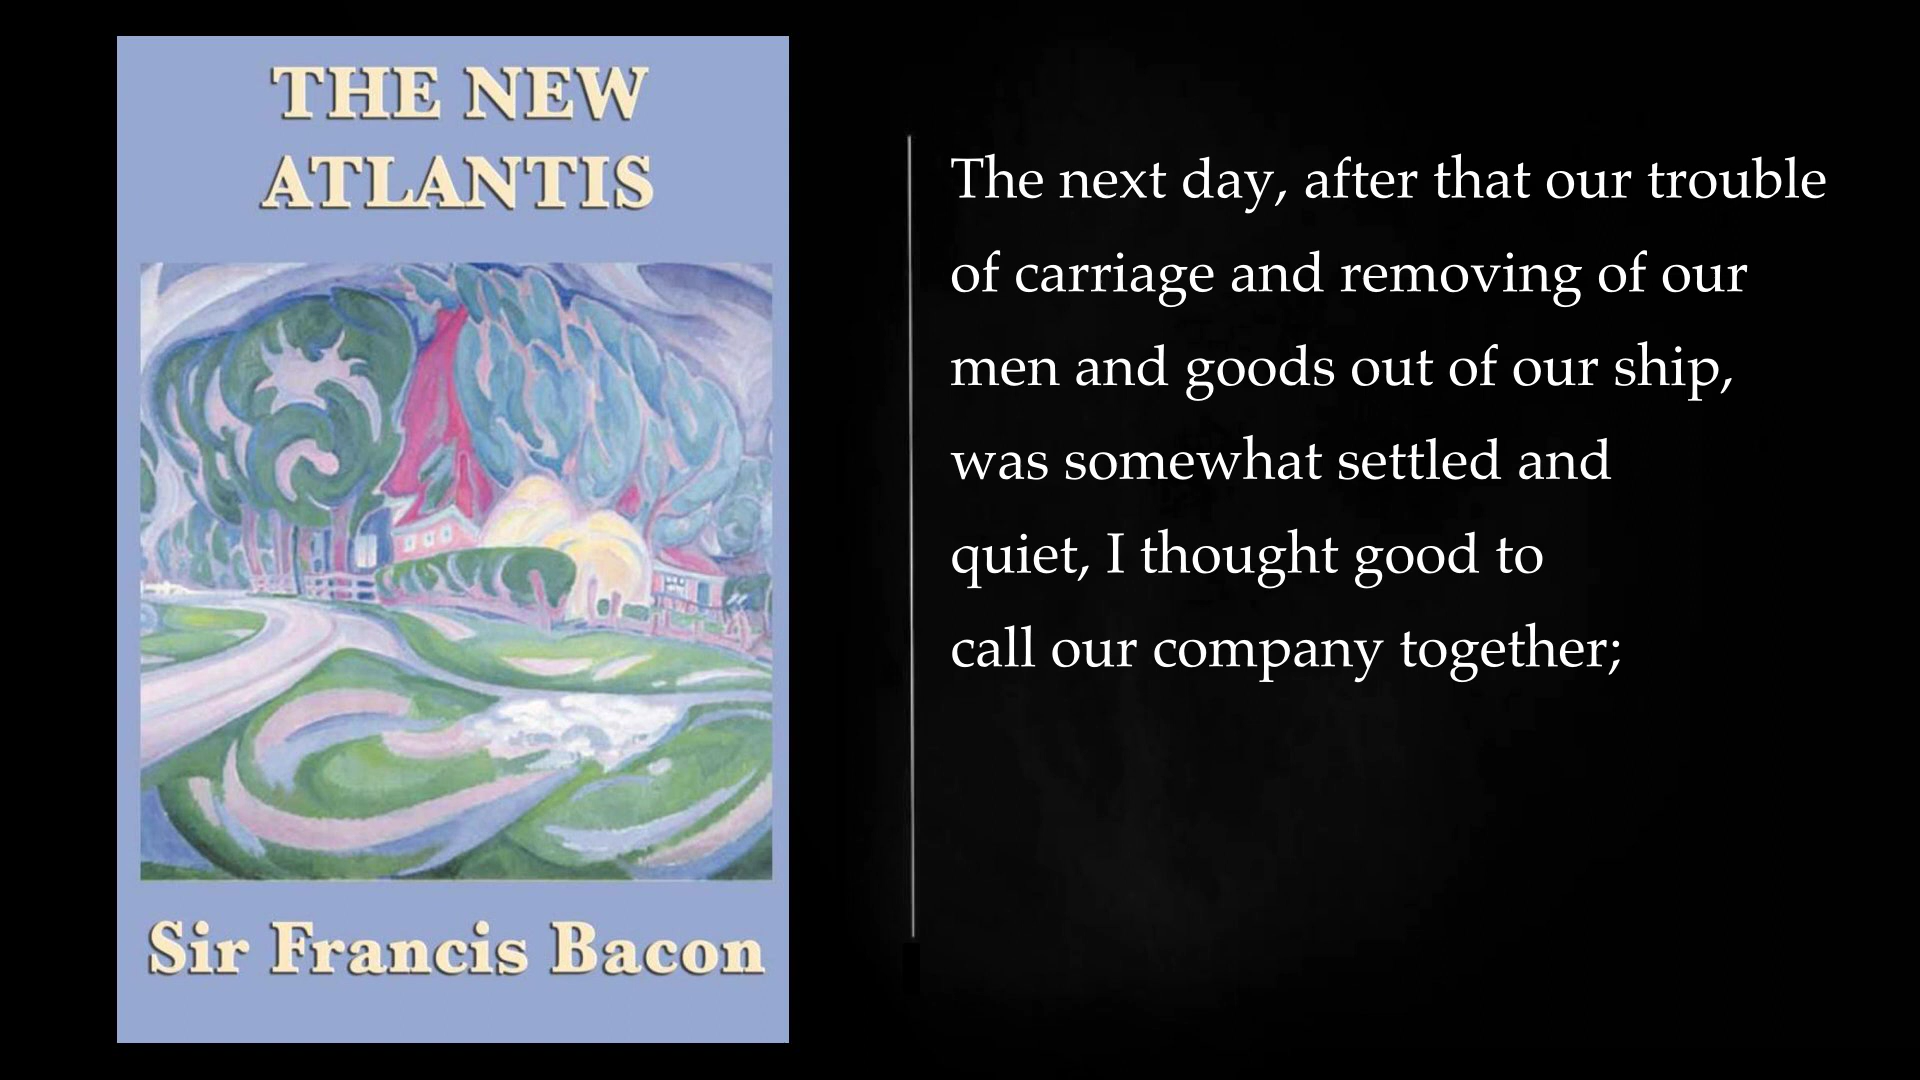 THE NEW
ATLANTIS
Sir Francis Bacon
The next day, after that our trouble
of carriage and removing of our
men and goods out of our ship,
was somewhat settled and
quiet, I thought good to
call our company together;